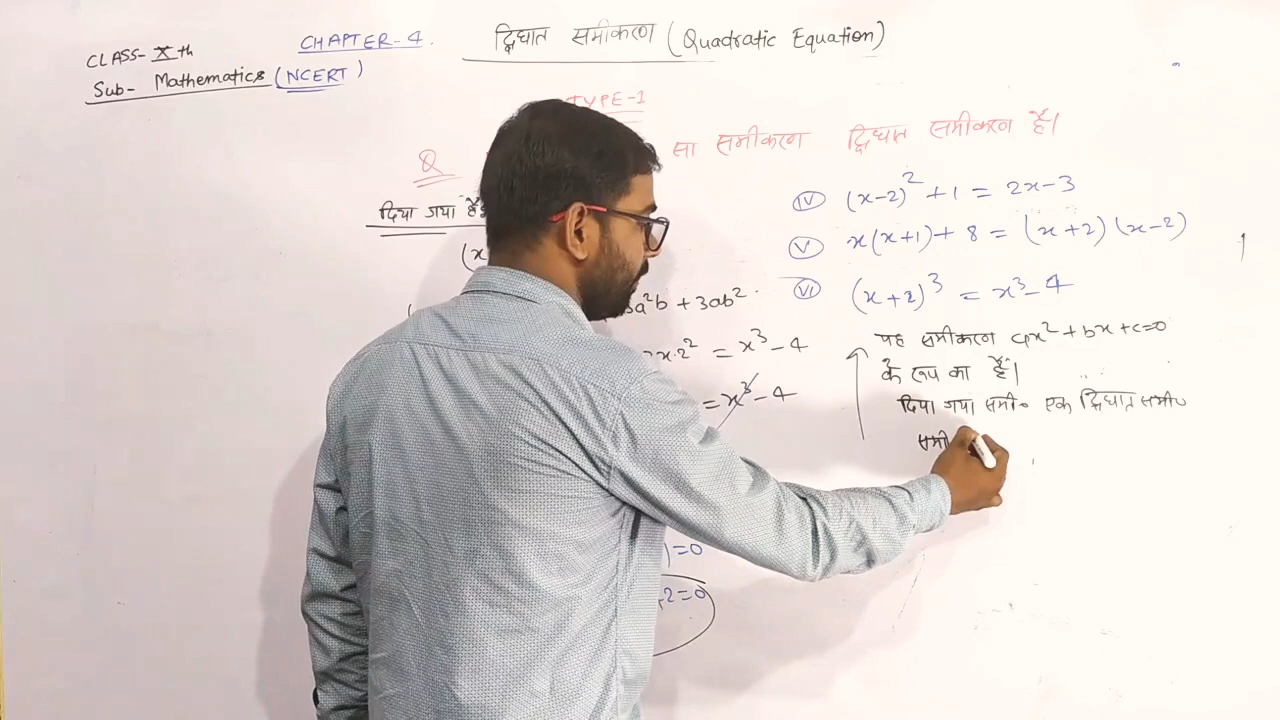 CLASS- Xth
Sub- Mathematics (NCERT)
CHAPTER-4.
द्विघात समीकरण (Quadratic Equation)
TYPE-1
Q
सा समीकरण द्विघात समीकरण हैं।
दिया गया है
(x
3a²b + 3ab².
x·2² = x³-4
= x³-4
)=0
+2=0
(iv) (x-2)² + 1 = 2x-3
(v) x(x+1) + 8 = (x+2)(x-2)
(vi) (x+2)³ = x³-4
यह समीकरण ax²+bx+c=0
के रूप का हैं।
दिया गया समी० एक द्विघात समी०
समी